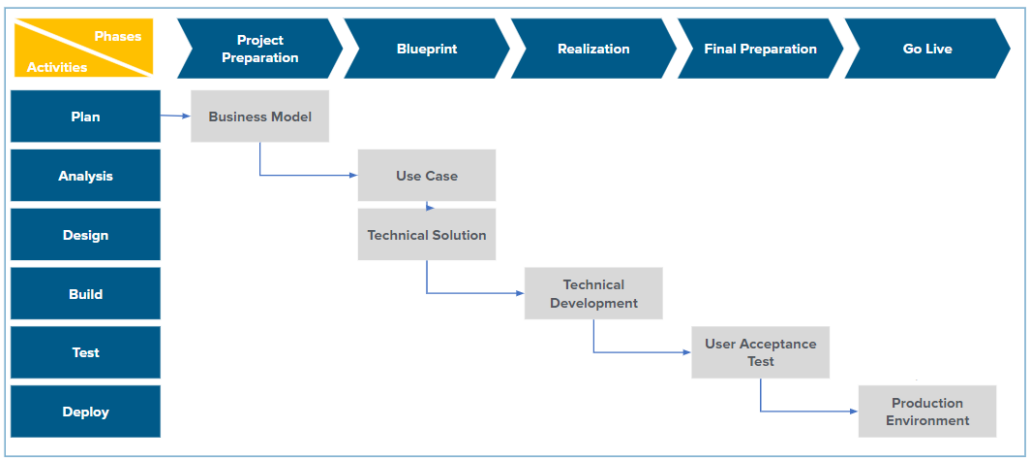 Phases
Activities
Project
Preparation
Blueprint
Realization
Final Preparation
Go Live
Plan
Business Model
Analysis
Use Case
Design
Technical Solution
Build
Technical
Development
Test
User Acceptance
Test
Deploy
Production
Environment